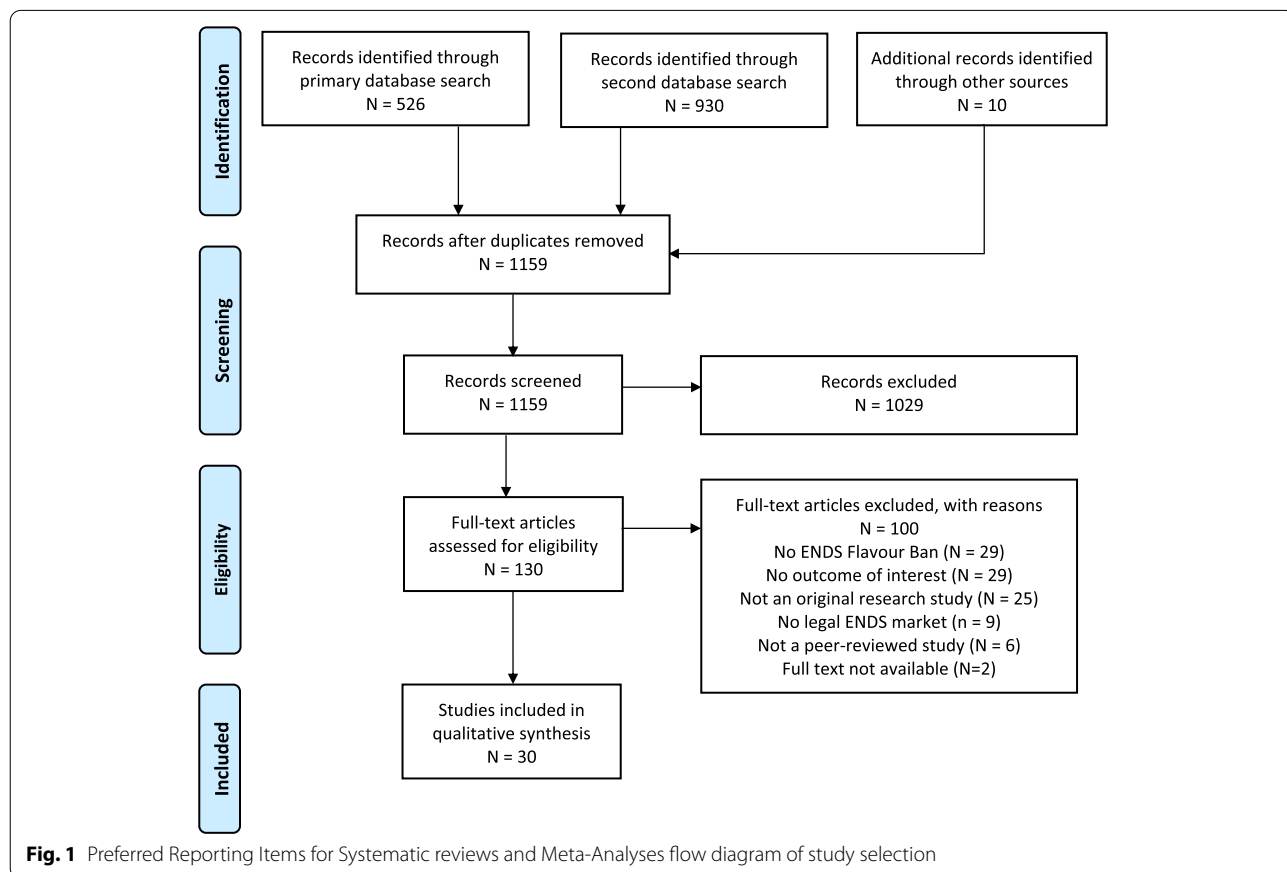 Identification
Records identified through
primary database search
N = 526
Records identified through
second database search
N = 930
Additional records identified
through other sources
N = 10
Screening
Records after duplicates removed
N = 1159
Records screened
N = 1159
Records excluded
N = 1029
Eligibility
Full-text articles
assessed for eligibility
N = 130
Full-text articles excluded, with reasons
N = 100
No ENDS Flavour Ban (N = 29)
No outcome of interest (N = 29)
Not an original research study (N = 25)
No legal ENDS market (n = 9)
Not a peer-reviewed study (N = 6)
Full text not available (N=2)
Included
Studies included in
qualitative synthesis
N = 30
Fig. 1 Preferred Reporting Items for Systematic reviews and Meta-Analyses flow diagram of study selection